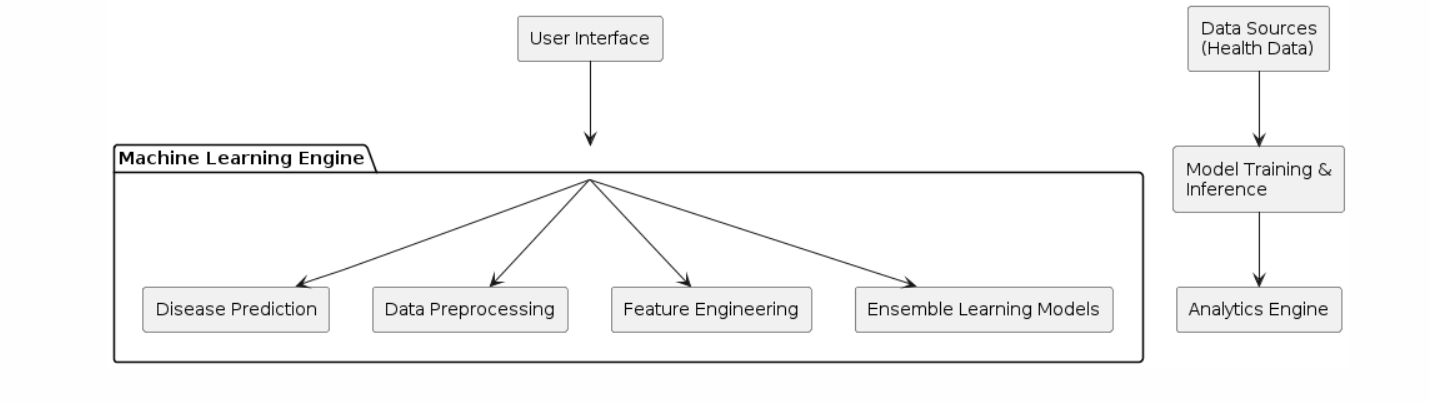 User Interface
Data Sources
(Health Data)
Machine Learning Engine
Model Training &
Inference
Disease Prediction
Data Preprocessing
Feature Engineering
Ensemble Learning Models
Analytics Engine